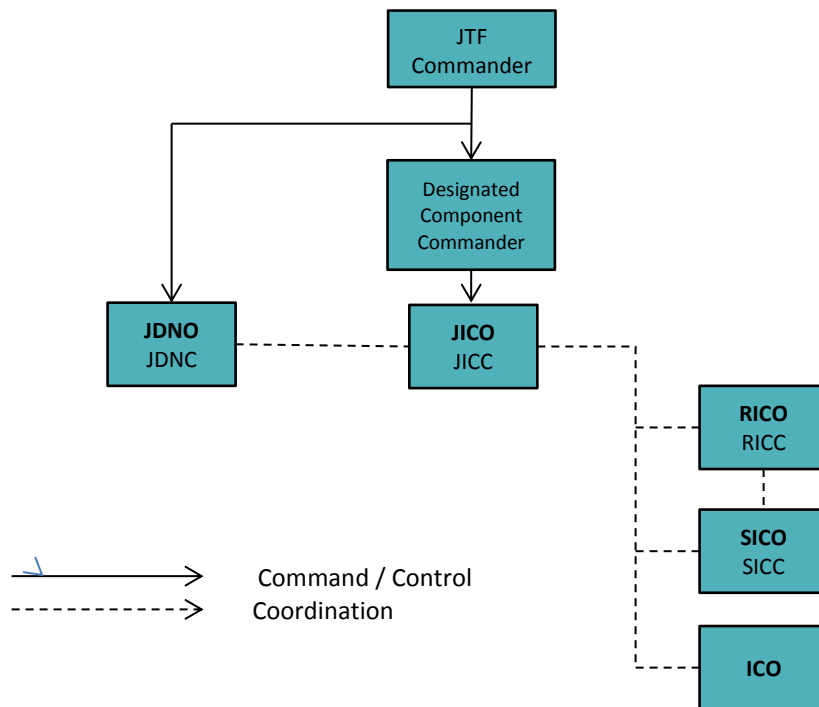 JTF
Commander
Designated
Component
Commander
JDNO
JDNC
JICO
JICC
RICO
RICC
SICO
SICC
ICO
Command / Control
Coordination